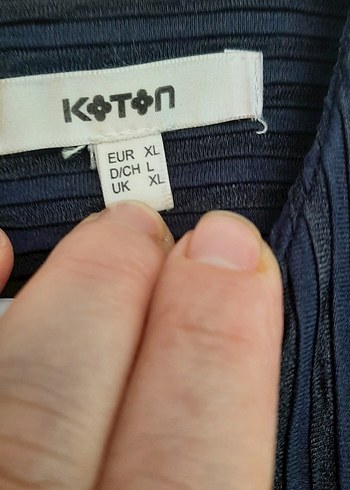 KOTON
EUR XL
D/CH L
UK XL